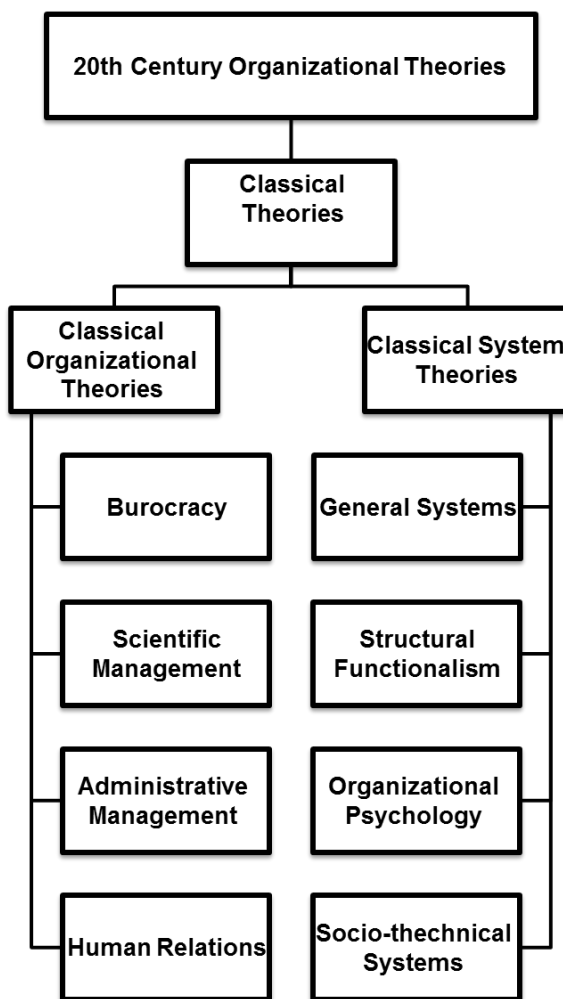 20th Century Organizational Theories
Classical
Theories
Classical
Organizational
Theories
Classical System
Theories
Burocracy
General Systems
Scientific
Management
Structural
Functionalism
Administrative
Management
Organizational
Psychology
Human Relations
Socio-thechnical
Systems